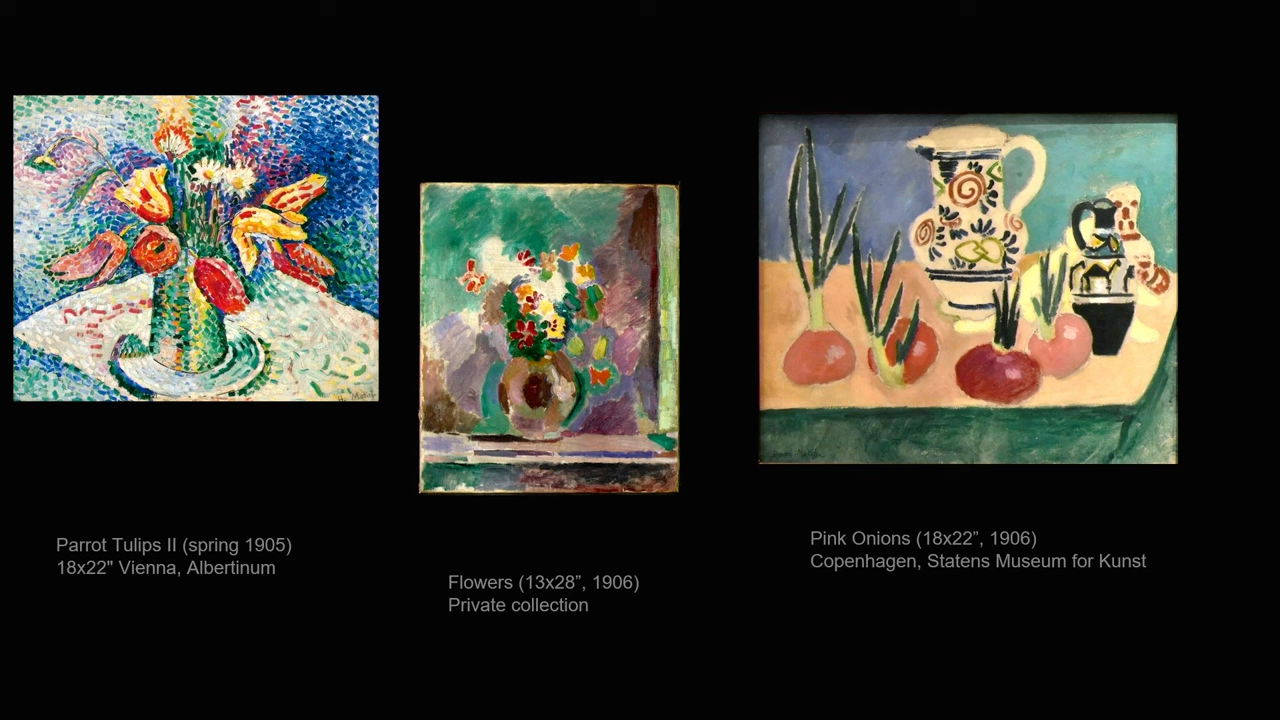 Parrot Tulips II (spring 1905)
18x22" Vienna, Albertinum
Flowers (13x28”, 1906)
Private collection
Pink Onions (18x22”, 1906)
Copenhagen, Statens Museum for Kunst